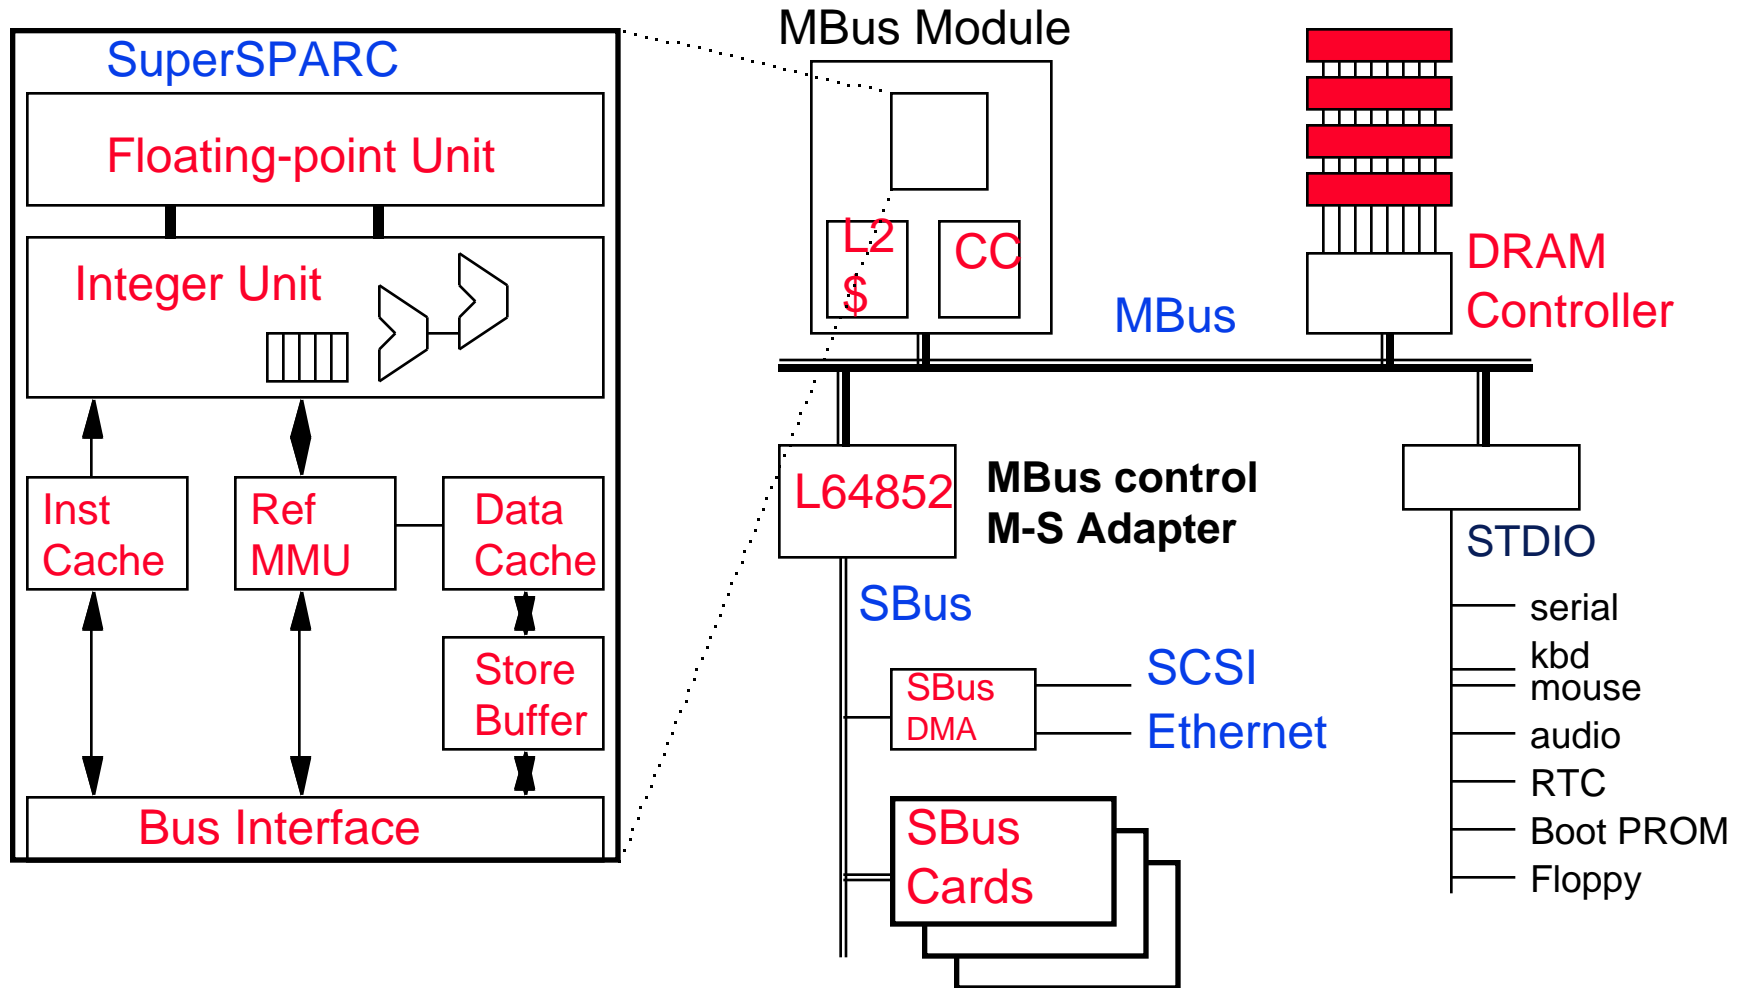 SuperSPARC
Floating-point Unit
Integer Unit
Inst
Cache
Ref
MMU
Data
Cache
Store
Buffer
Bus Interface
MBus Module
L2
$
CC
MBus
DRAM
Controller
L64852
MBus control
M-S Adapter
STDIO
SBus
SBus
DMA
SCSI
Ethernet
SBus
Cards
serial
kbd
mouse
audio
RTC
Boot PROM
Floppy